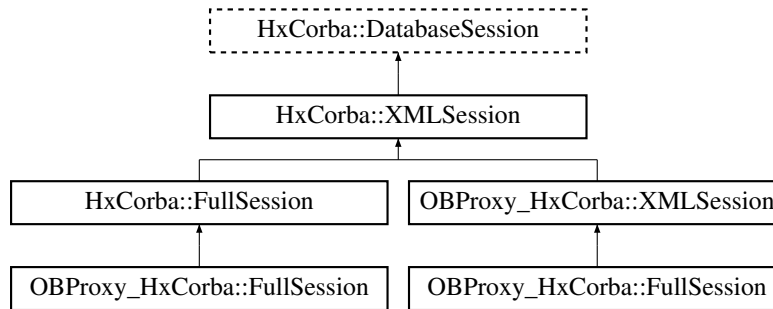 HxCorba::DatabaseSession
HxCorba::XMLSession
HxCorba::FullSession
OBProxy_HxCorba::XMLSession
OBProxy_HxCorba::FullSession
OBProxy_HxCorba::FullSession